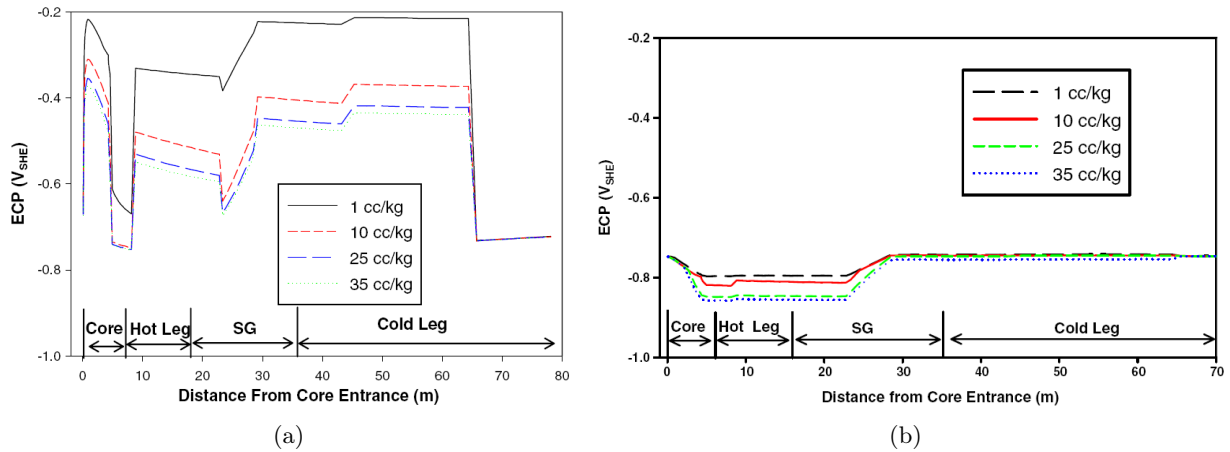 -0.2
-0.4
-0.6
-0.8
-1.0
ECP (V_SHE)
1 cc/kg
10 cc/kg
25 cc/kg
35 cc/kg
Core
Hot Leg
SG
Cold Leg
0 10 20 30 40 50 60 70 80
Distance From Core Entrance (m)
(a)
-0.2
-0.4
-0.6
-0.8
-1.0
ECP (V_SHE)
1 cc/kg
10 cc/kg
25 cc/kg
35 cc/kg
Core
Hot Leg
SG
Cold Leg
0 10 20 30 40 50 60 70
Distance from Core Entrance (m)
(b)